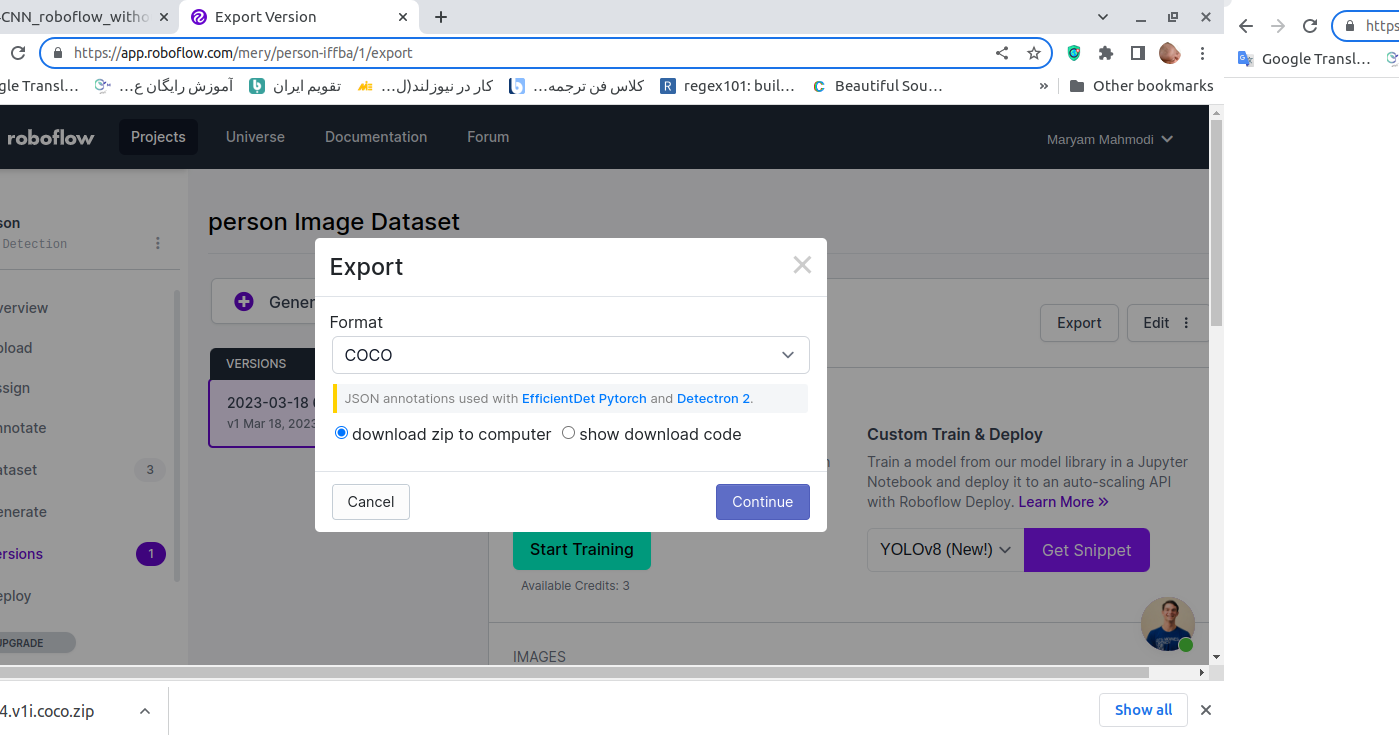 -CNN_roboflow_witho
Export Version
https://app.roboflow.com/mery/person-iffba/1/export
https
gle Transl...
آموزش رایگان ع...
تقویم ایران
کار در نیوزلند(ل...
کلاس فن ترجمه...
regex101: buil...
Beautiful Sou...
»
Other bookmarks
Google Transl...
roboflow
Projects
Universe
Documentation
Forum
Maryam Mahmodi
son
Detection
person Image Dataset
Export
Gener
verview
Format
Export
Edit
pload
COCO
VERSIONS
ssign
JSON annotations used with EfficientDet Pytorch and Detectron 2.
2023-03-18
v1 Mar 18, 2023
nnotate
download zip to computer
show download code
Custom Train & Deploy
Train a model from our model library in a Jupyter
Notebook and deploy it to an auto-scaling API
with Roboflow Deploy. Learn More »
ataset
3
enerate
Cancel
Continue
ersions
1
Start Training
YOLOv8 (New!)
Get Snippet
Available Credits: 3
eploy
UPGRADE
IMAGES
4.v1i.coco.zip
Show all